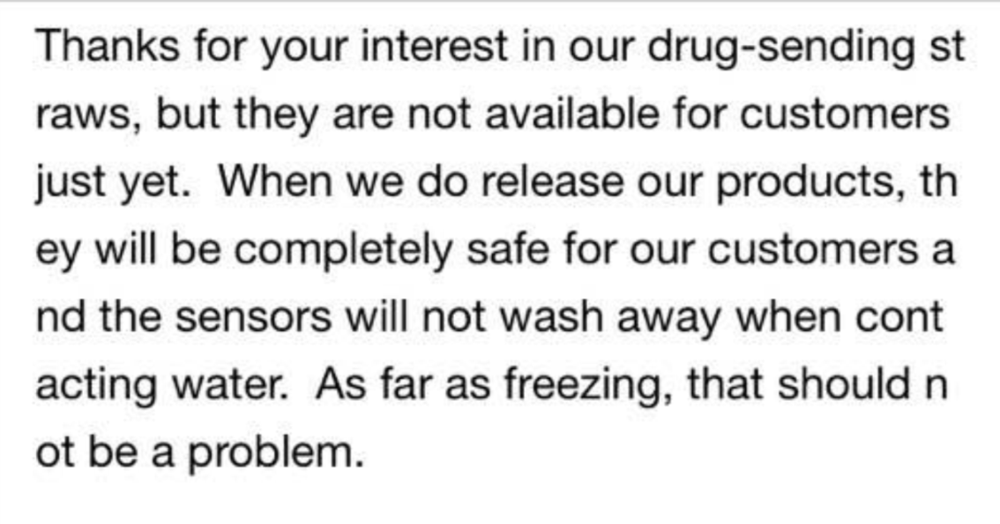 Thanks for your interest in our drug-sending st
raws, but they are not available for customers
just yet.  When we do release our products, th
ey will be completely safe for our customers a
nd the sensors will not wash away when cont
acting water.  As far as freezing, that should n
ot be a problem.